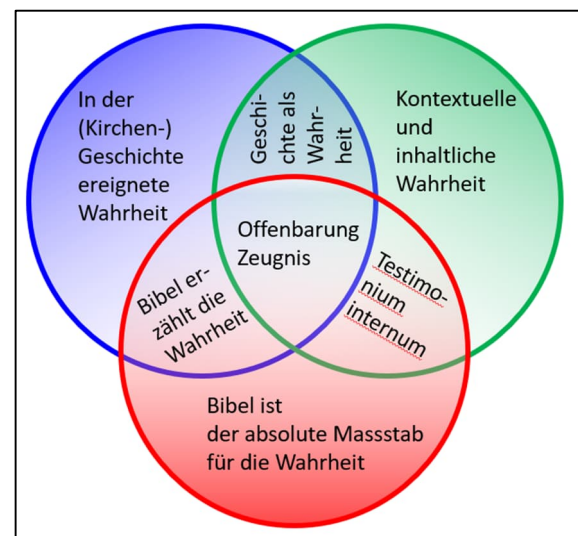 In der
(Kirchen-)
Geschichte
ereignete
Wahrheit
Geschi-
chte als
Wahr-
heit
Kontextuelle
und
inhaltliche
Wahrheit
Offenbarung
Zeugnis
Bibel er-
zählt die
Wahrheit
Testimo-
nium
internum
Bibel ist
der absolute Massstab
für die Wahrheit